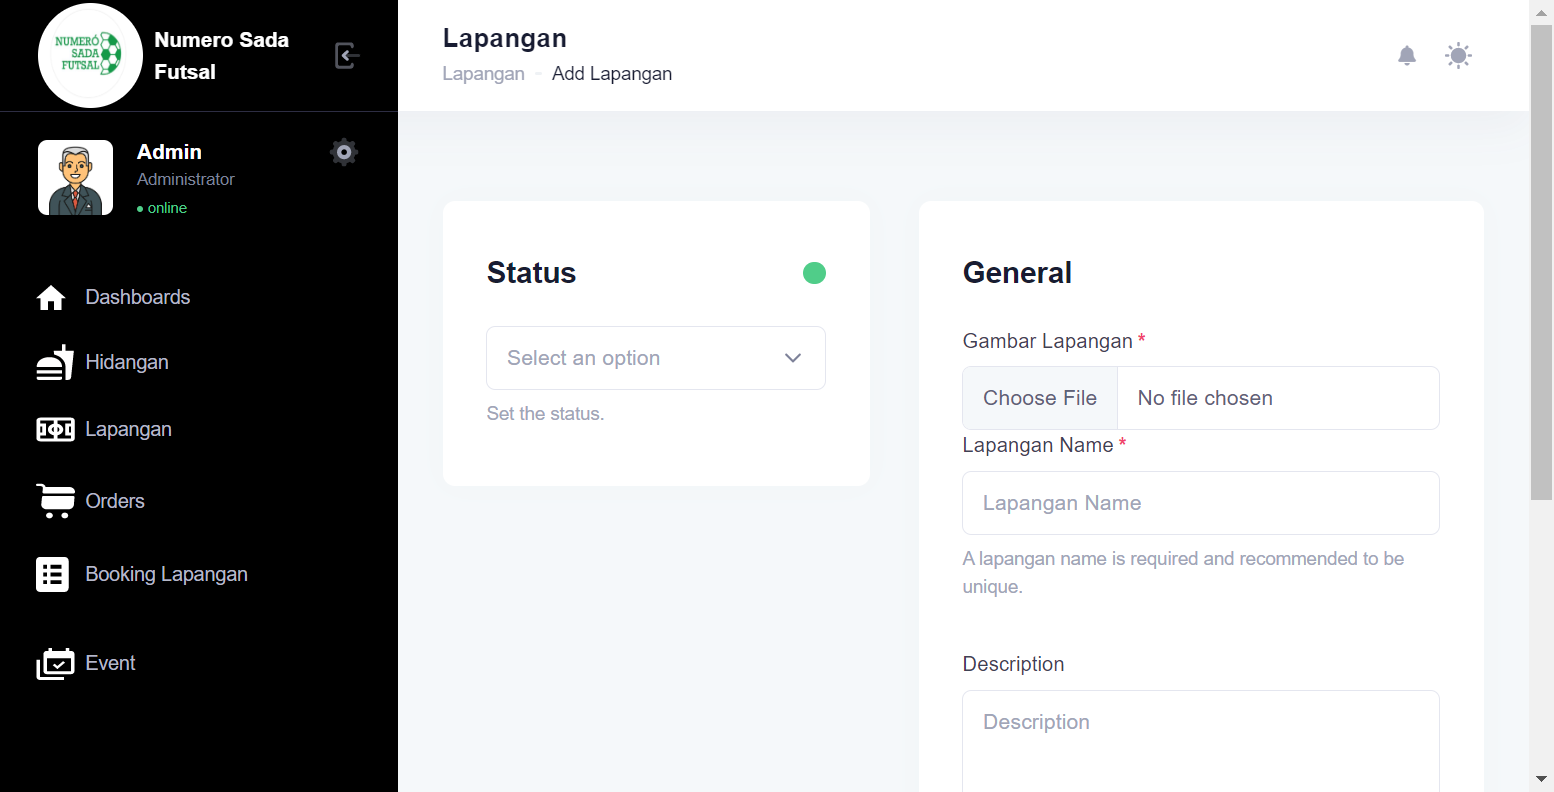 NUMERÓ
SADA
FUTSAL
Numero Sada
Futsal
Admin
Administrator
online
Dashboards
Hidangan
Lapangan
Orders
Booking Lapangan
Event
Lapangan
Lapangan - Add Lapangan
Status
Select an option
Set the status.
General
Gambar Lapangan *
Choose File No file chosen
Lapangan Name *
Lapangan Name
A lapangan name is required and recommended to be
unique.
Description
Description